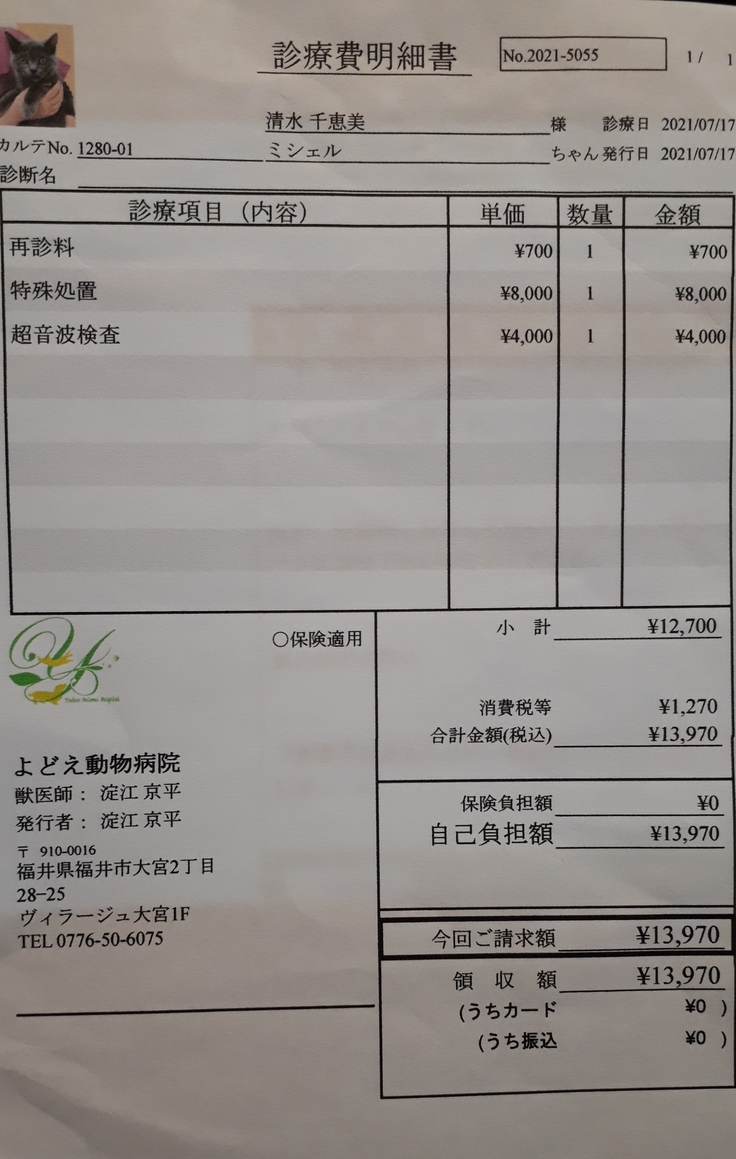 診療費明細書
No.2021-5055
1/ 1
清水 千恵美 様 診療日 2021/07/17
カルテNo. 1280-01 ミシェル ちゃん 発行日 2021/07/17
診断名
診療項目（内容） 単価 数量 金額
再診料 ¥700 1 ¥700
特殊処置 ¥8,000 1 ¥8,000
超音波検査 ¥4,000 1 ¥4,000
小 計 ¥12,700
○保険適用
消費税等 ¥1,270
合計金額(税込) ¥13,970
よどえ動物病院
獣医師： 淀江 京平
発行者： 淀江 京平
〒 910-0016
福井県福井市大宮2丁目
28−25
ヴィラージュ大宮1F
TEL 0776-50-6075
保険負担額 ¥0
自己負担額 ¥13,970
今回ご請求額 ¥13,970
領 収 額 ¥13,970
(うちカード ¥0 )
(うち振込 ¥0 )